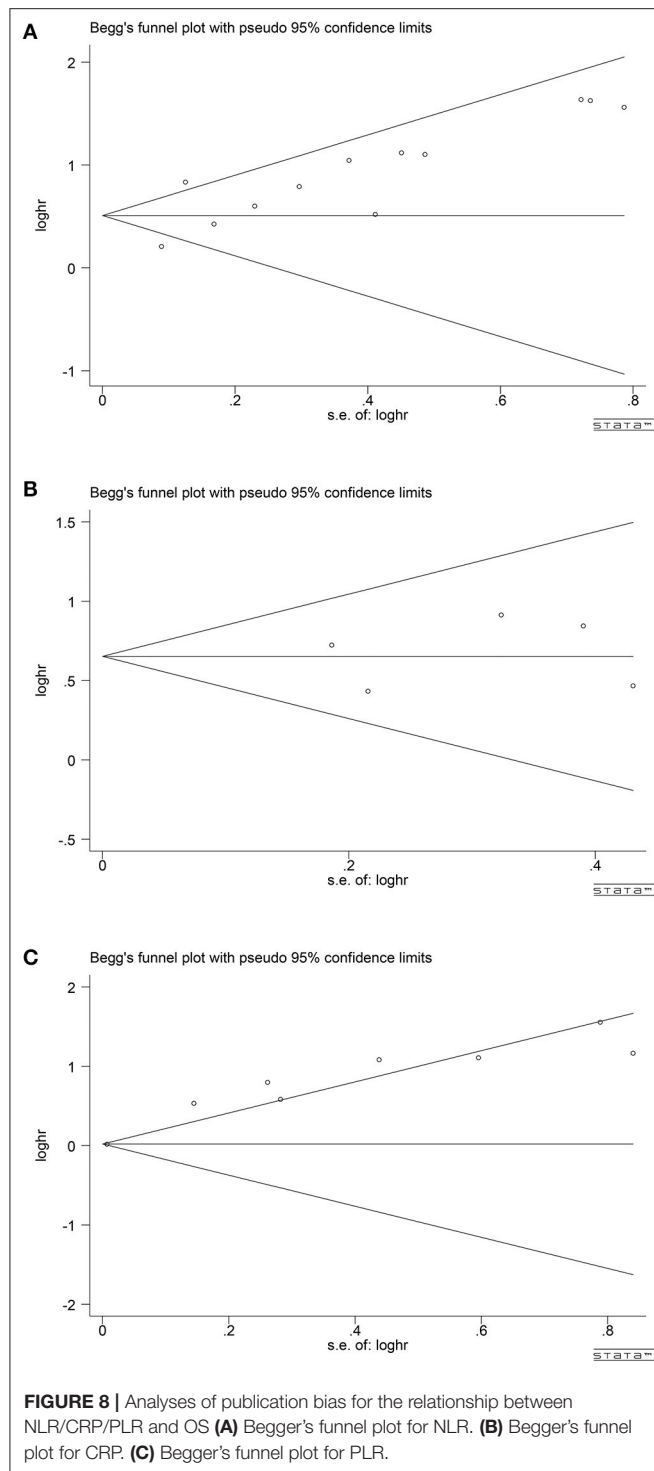 A
Begg's funnel plot with pseudo 95% confidence limits
2
1
0
-1
loghr
0 .2 .4 .6 .8
s.e. of: loghr
STATA™
B
Begg's funnel plot with pseudo 95% confidence limits
1.5
1
.5
0
-.5
loghr
0 .2 .4
s.e. of: loghr
STATA™
C
Begg's funnel plot with pseudo 95% confidence limits
2
1
0
-1
-2
loghr
0 .2 .4 .6 .8
s.e. of: loghr
STATA™
FIGURE 8 | Analyses of publication bias for the relationship between
NLR/CRP/PLR and OS (A) Begger's funnel plot for NLR. (B) Begger's funnel
plot for CRP. (C) Begger's funnel plot for PLR.